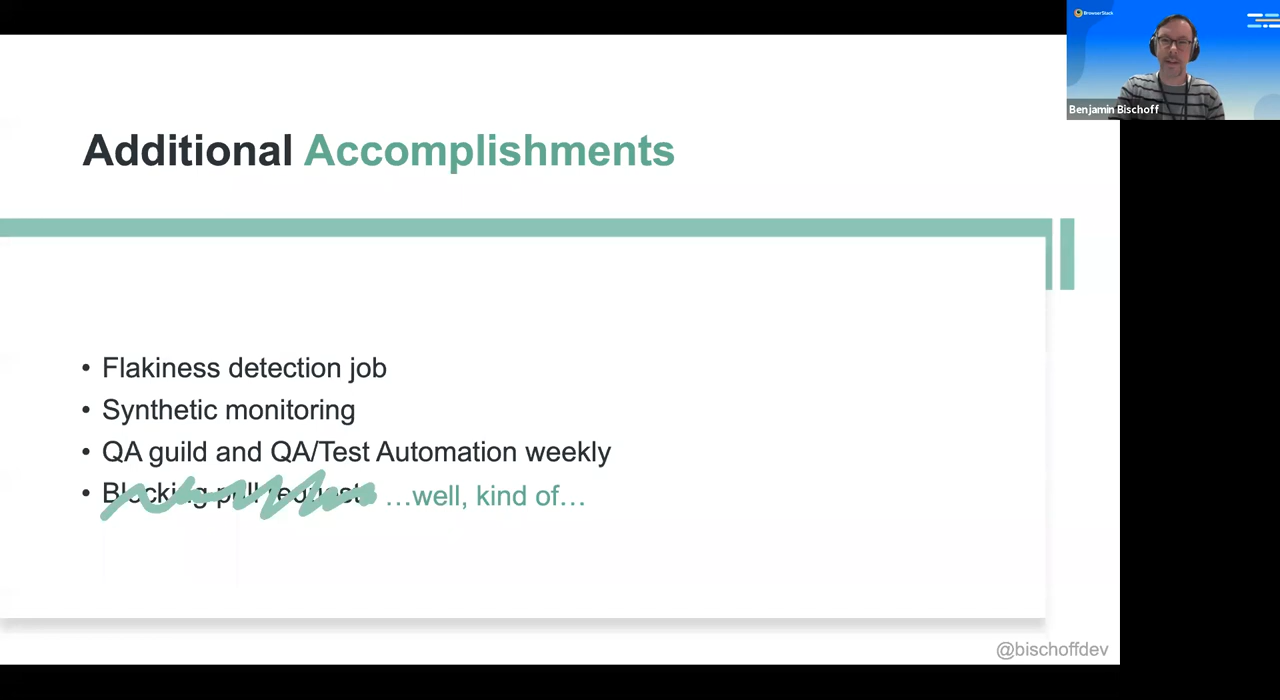 BrowserStack
Benjamin Bischoff
Additional Accomplishments
• Flakiness detection job
• Synthetic monitoring
• QA guild and QA/Test Automation weekly
• Blocking pull requests ...well, kind of...
@bischoffdev